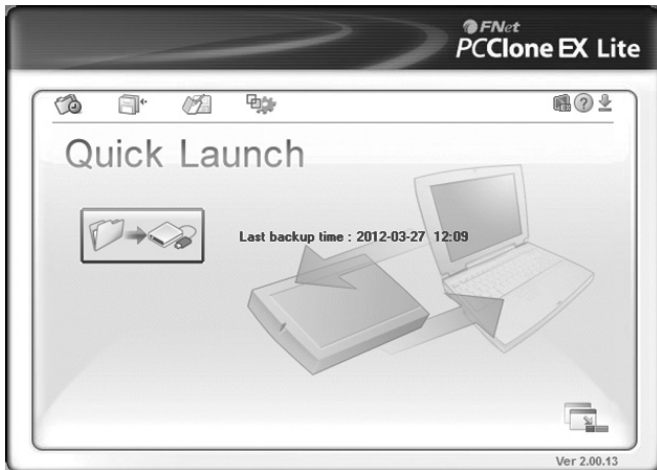 FNet
PCClone EX Lite
Quick Launch
Last backup time : 2012-03-27 12:09
Ver 2.00.13